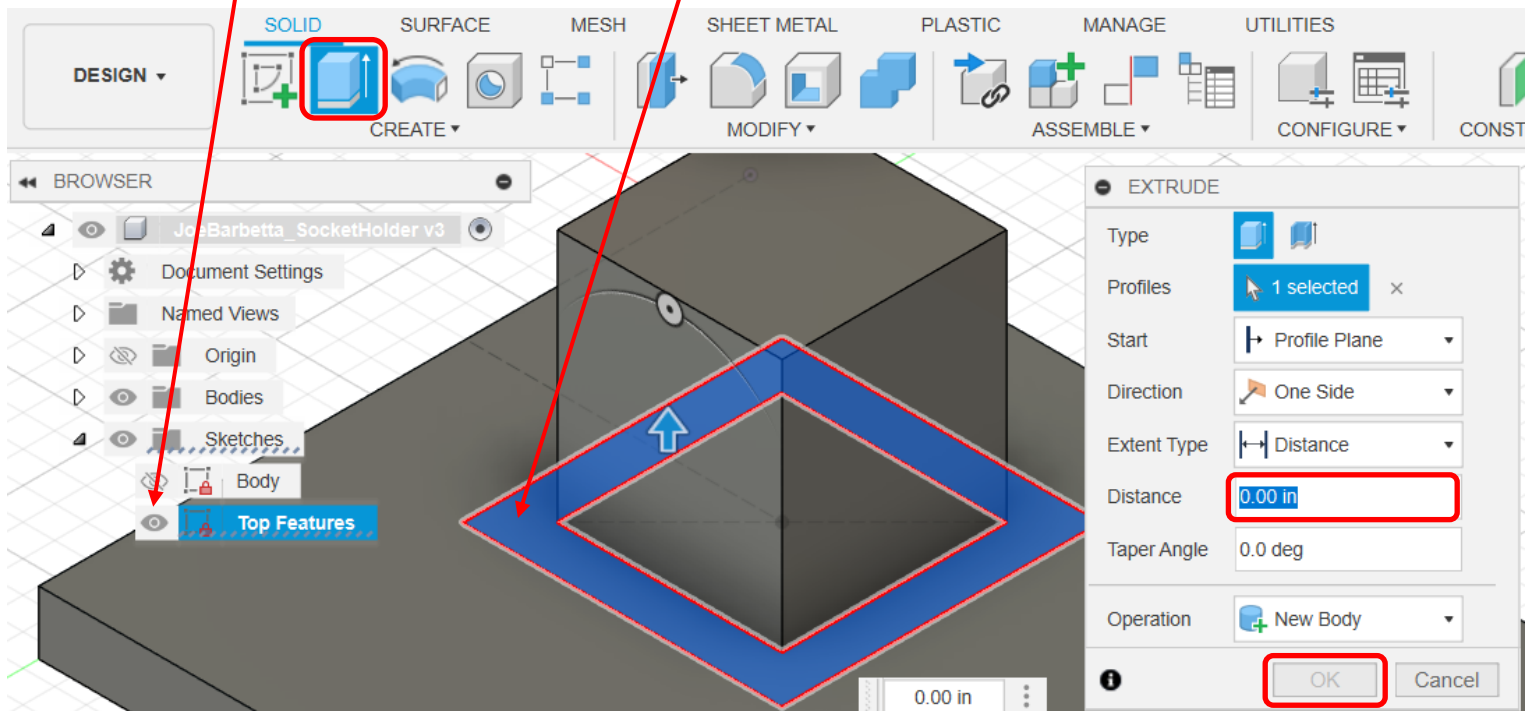 SOLID SURFACE MESH SHEET METAL PLASTIC MANAGE UTILITIES
DESIGN ▾
CREATE ▾ MODIFY ▾ ASSEMBLE ▾ CONFIGURE ▾ CONST
BROWSER
JoeBarbetta_SocketHolder v3
Document Settings
Named Views
Origin
Bodies
Sketches
Body
Top Features
EXTRUDE
Type
Profiles 1 selected ×
Start Profile Plane
Direction One Side
Extent Type Distance
Distance 0.00 in
Taper Angle 0.0 deg
Operation New Body
OK Cancel
0.00 in